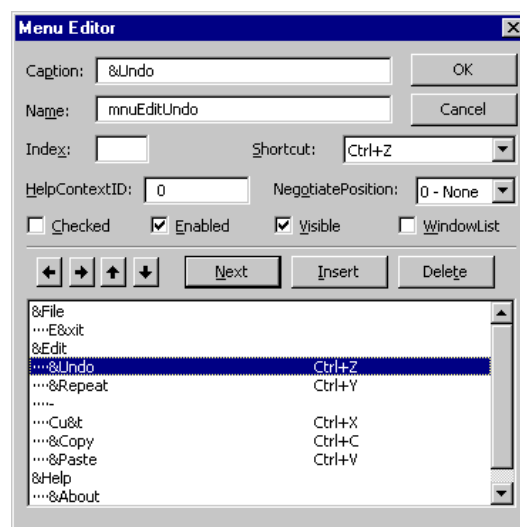 Menu Editor
Caption: &Undo OK
Name: mnuEditUndo Cancel
Index: Shortcut: Ctrl+Z
HelpContextID: 0 NegotiatePosition: 0 - None
Checked Enabled Visible WindowList
Next Insert Delete
&File
····E&xit
&Edit
····&Undo Ctrl+Z
····&Repeat Ctrl+Y
····-
····Cu&t Ctrl+X
····&Copy Ctrl+C
····&Paste Ctrl+V
&Help
····&About